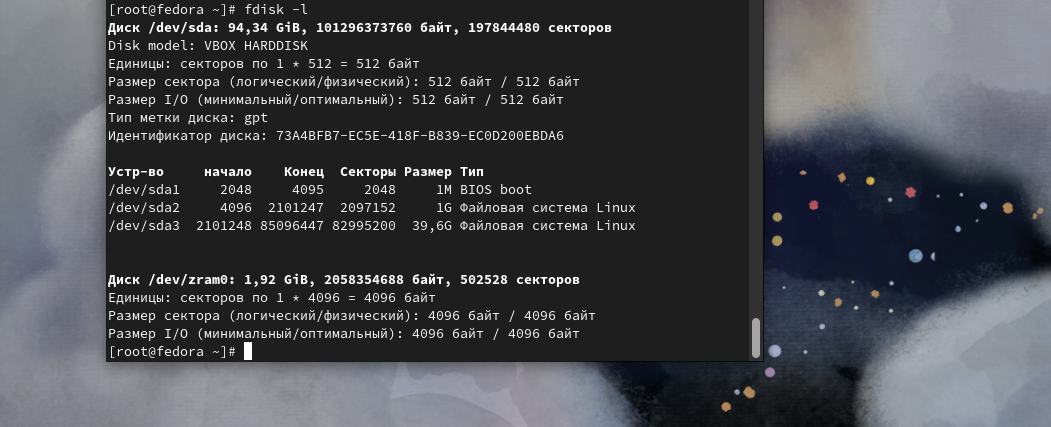 [root@fedora ~]# fdisk -l
Диск /dev/sda: 94,34 GiB, 101296373760 байт, 197844480 секторов
Disk model: VBOX HARDDISK
Единицы: секторов по 1 * 512 = 512 байт
Размер сектора (логический/физический): 512 байт / 512 байт
Размер I/O (минимальный/оптимальный): 512 байт / 512 байт
Тип метки диска: gpt
Идентификатор диска: 73A4BFB7-EC5E-418F-B839-EC0D200EBDA6
Устр-во начало Конец Секторы Размер Тип
/dev/sda1 2048 4095 2048 1M BIOS boot
/dev/sda2 4096 2101247 2097152 1G Файловая система Linux
/dev/sda3 2101248 85096447 82995200 39,6G Файловая система Linux
Диск /dev/zram0: 1,92 GiB, 2058354688 байт, 502528 секторов
Единицы: секторов по 1 * 4096 = 4096 байт
Размер сектора (логический/физический): 4096 байт / 4096 байт
Размер I/O (минимальный/оптимальный): 4096 байт / 4096 байт
[root@fedora ~]#